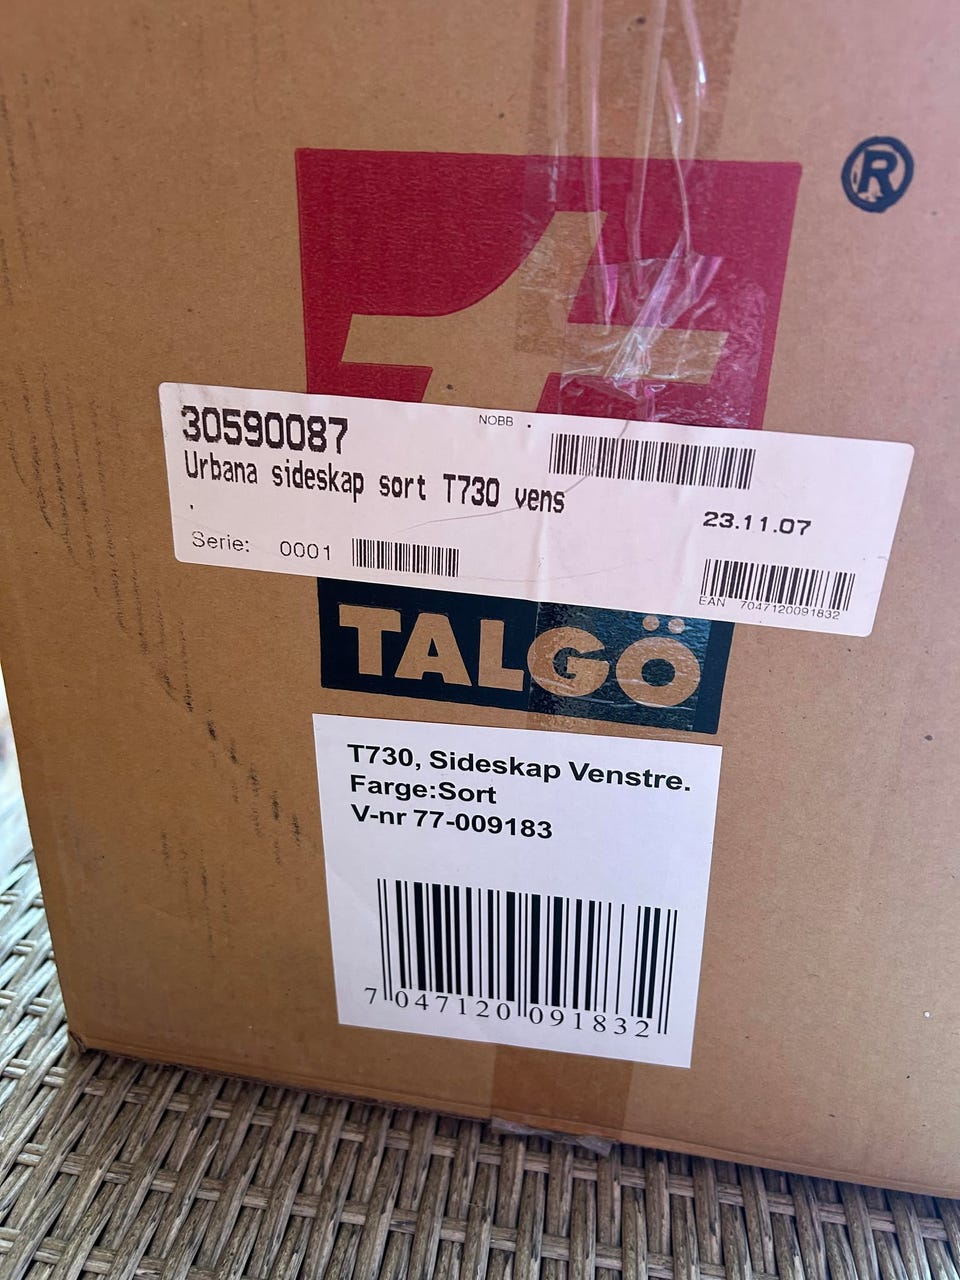 ®
30590087
NOBB .
Urbana sideskap sort T730 vens
.
23.11.07
Serie: 0001
EAN 7047120091832
TALGÖ
T730, Sideskap Venstre.
Farge:Sort
V-nr 77-009183
7 047120 091832